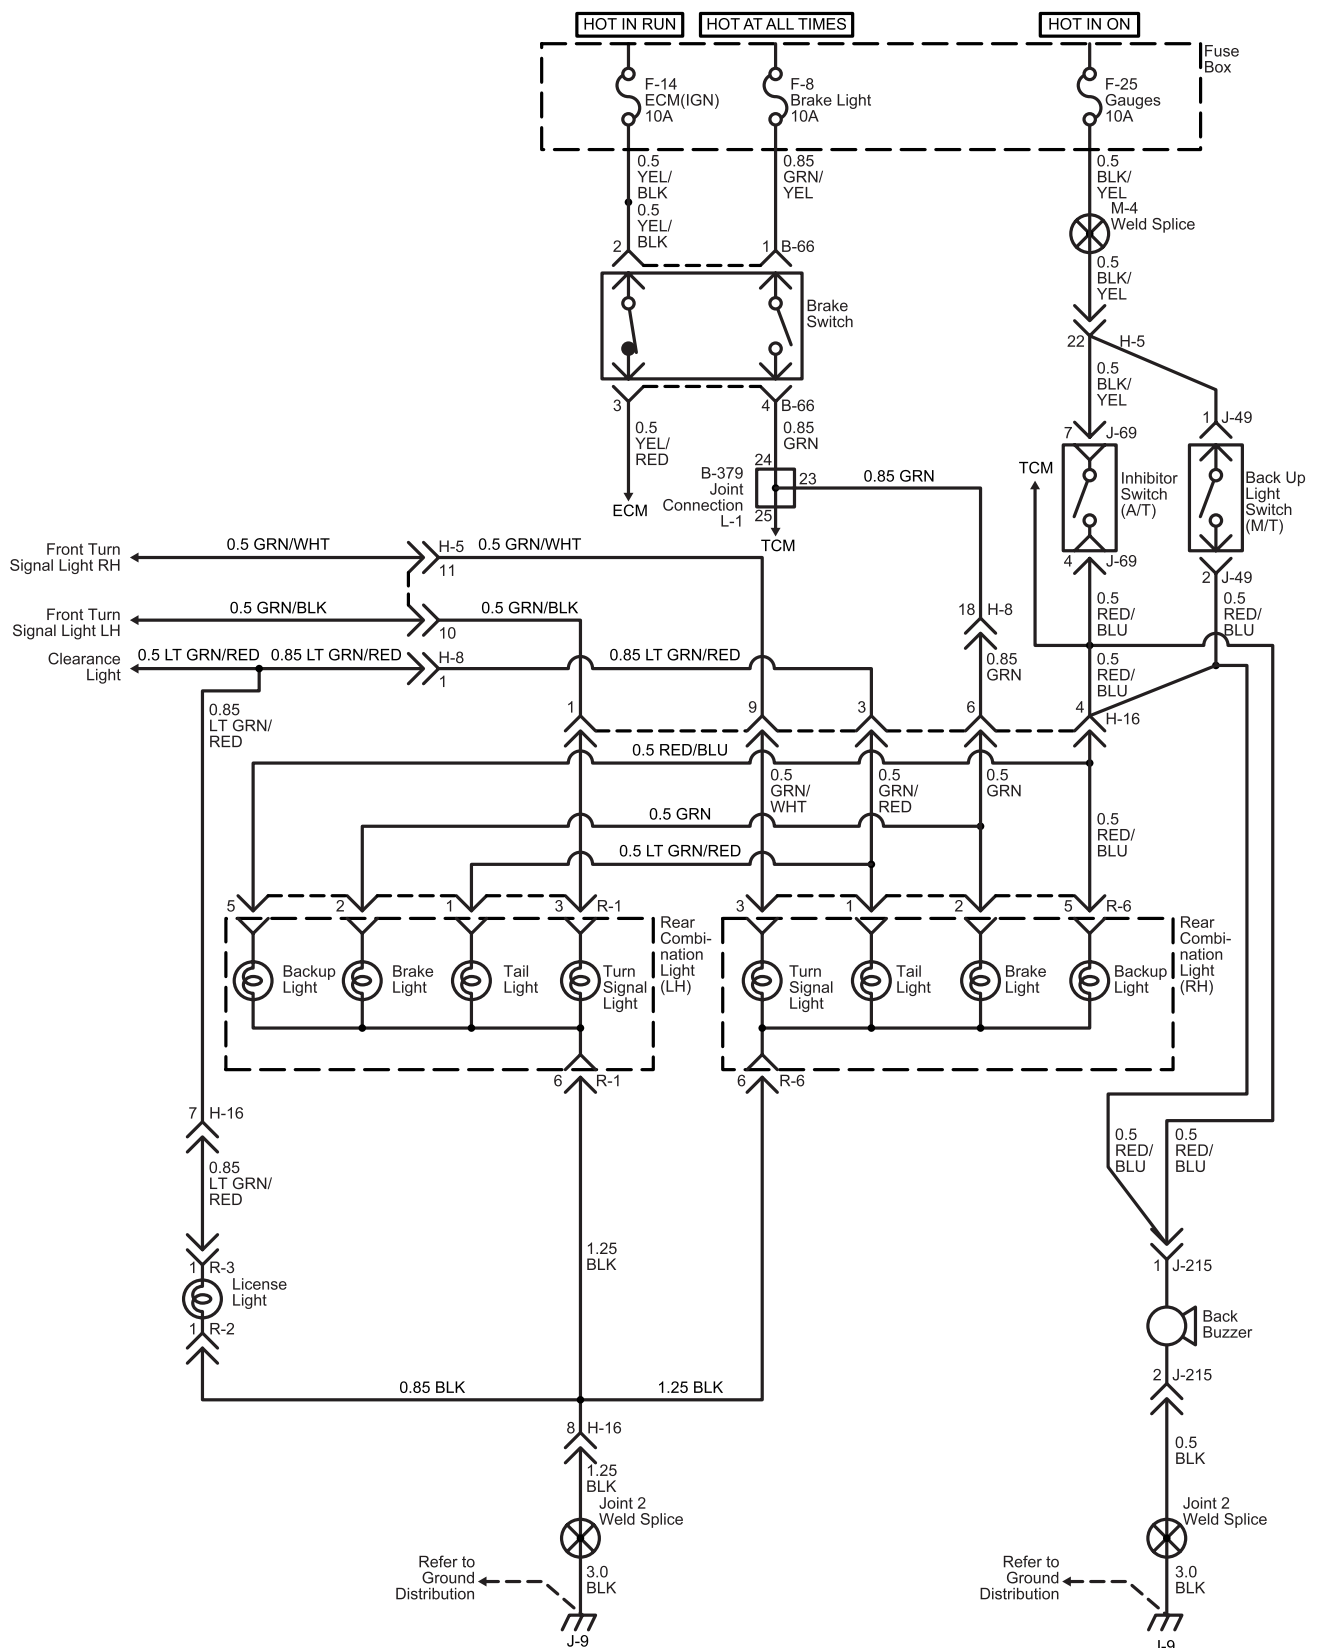 HOT IN RUN
HOT AT ALL TIMES
HOT IN ON
Fuse
Box
F-14
ECM(IGN)
10A
F-8
Brake Light
10A
F-25
Gauges
10A
0.5
YEL/
BLK
0.5
YEL/
BLK
0.85
GRN/
YEL
0.5
BLK/
YEL
M-4
Weld Splice
0.5
BLK/
YEL
2
1
B-66
Brake
Switch
22
H-5
0.5
BLK/
YEL
3
4
B-66
1
J-49
0.5
YEL/
RED
0.85
GRN
7
J-69
24
B-379
Joint
Connection
L-1
23
25
0.85 GRN
TCM
Inhibitor
Switch
(A/T)
Back Up
Light
Switch
(M/T)
ECM
TCM
Front Turn
Signal Light RH
0.5 GRN/WHT
H-5
11
0.5 GRN/WHT
4
J-69
2
J-49
0.5
RED/
BLU
0.5
RED/
BLU
Front Turn
Signal Light LH
0.5 GRN/BLK
10
0.5 GRN/BLK
18
H-8
Clearance
Light
0.5 LT GRN/RED
0.85 LT GRN/RED
H-8
1
0.85 LT GRN/RED
0.85
GRN
0.5
RED/
BLU
0.85
LT GRN/
RED
1
9
3
6
4
H-16
0.5 RED/BLU
0.5
GRN/
WHT
0.5
GRN/
RED
0.5
GRN
0.5 GRN
0.5
RED/
BLU
0.5 LT GRN/RED
5
2
1
3
R-1
3
1
2
5
R-6
Rear
Combi-
nation
Light
(LH)
Rear
Combi-
nation
Light
(RH)
Backup
Light
Brake
Light
Tail
Light
Turn
Signal
Light
Turn
Signal
Light
Tail
Light
Brake
Light
Backup
Light
6
R-1
6
R-6
7
H-16
0.5
RED/
BLU
0.5
RED/
BLU
0.85
LT GRN/
RED
1.25
BLK
1
R-3
License
Light
1
R-2
1
J-215
Back
Buzzer
2
J-215
0.85 BLK
1.25 BLK
8
H-16
1.25
BLK
0.5
BLK
Joint 2
Weld Splice
Joint 2
Weld Splice
Refer to
Ground
Distribution
3.0
BLK
Refer to
Ground
Distribution
3.0
BLK
J-9
J-9